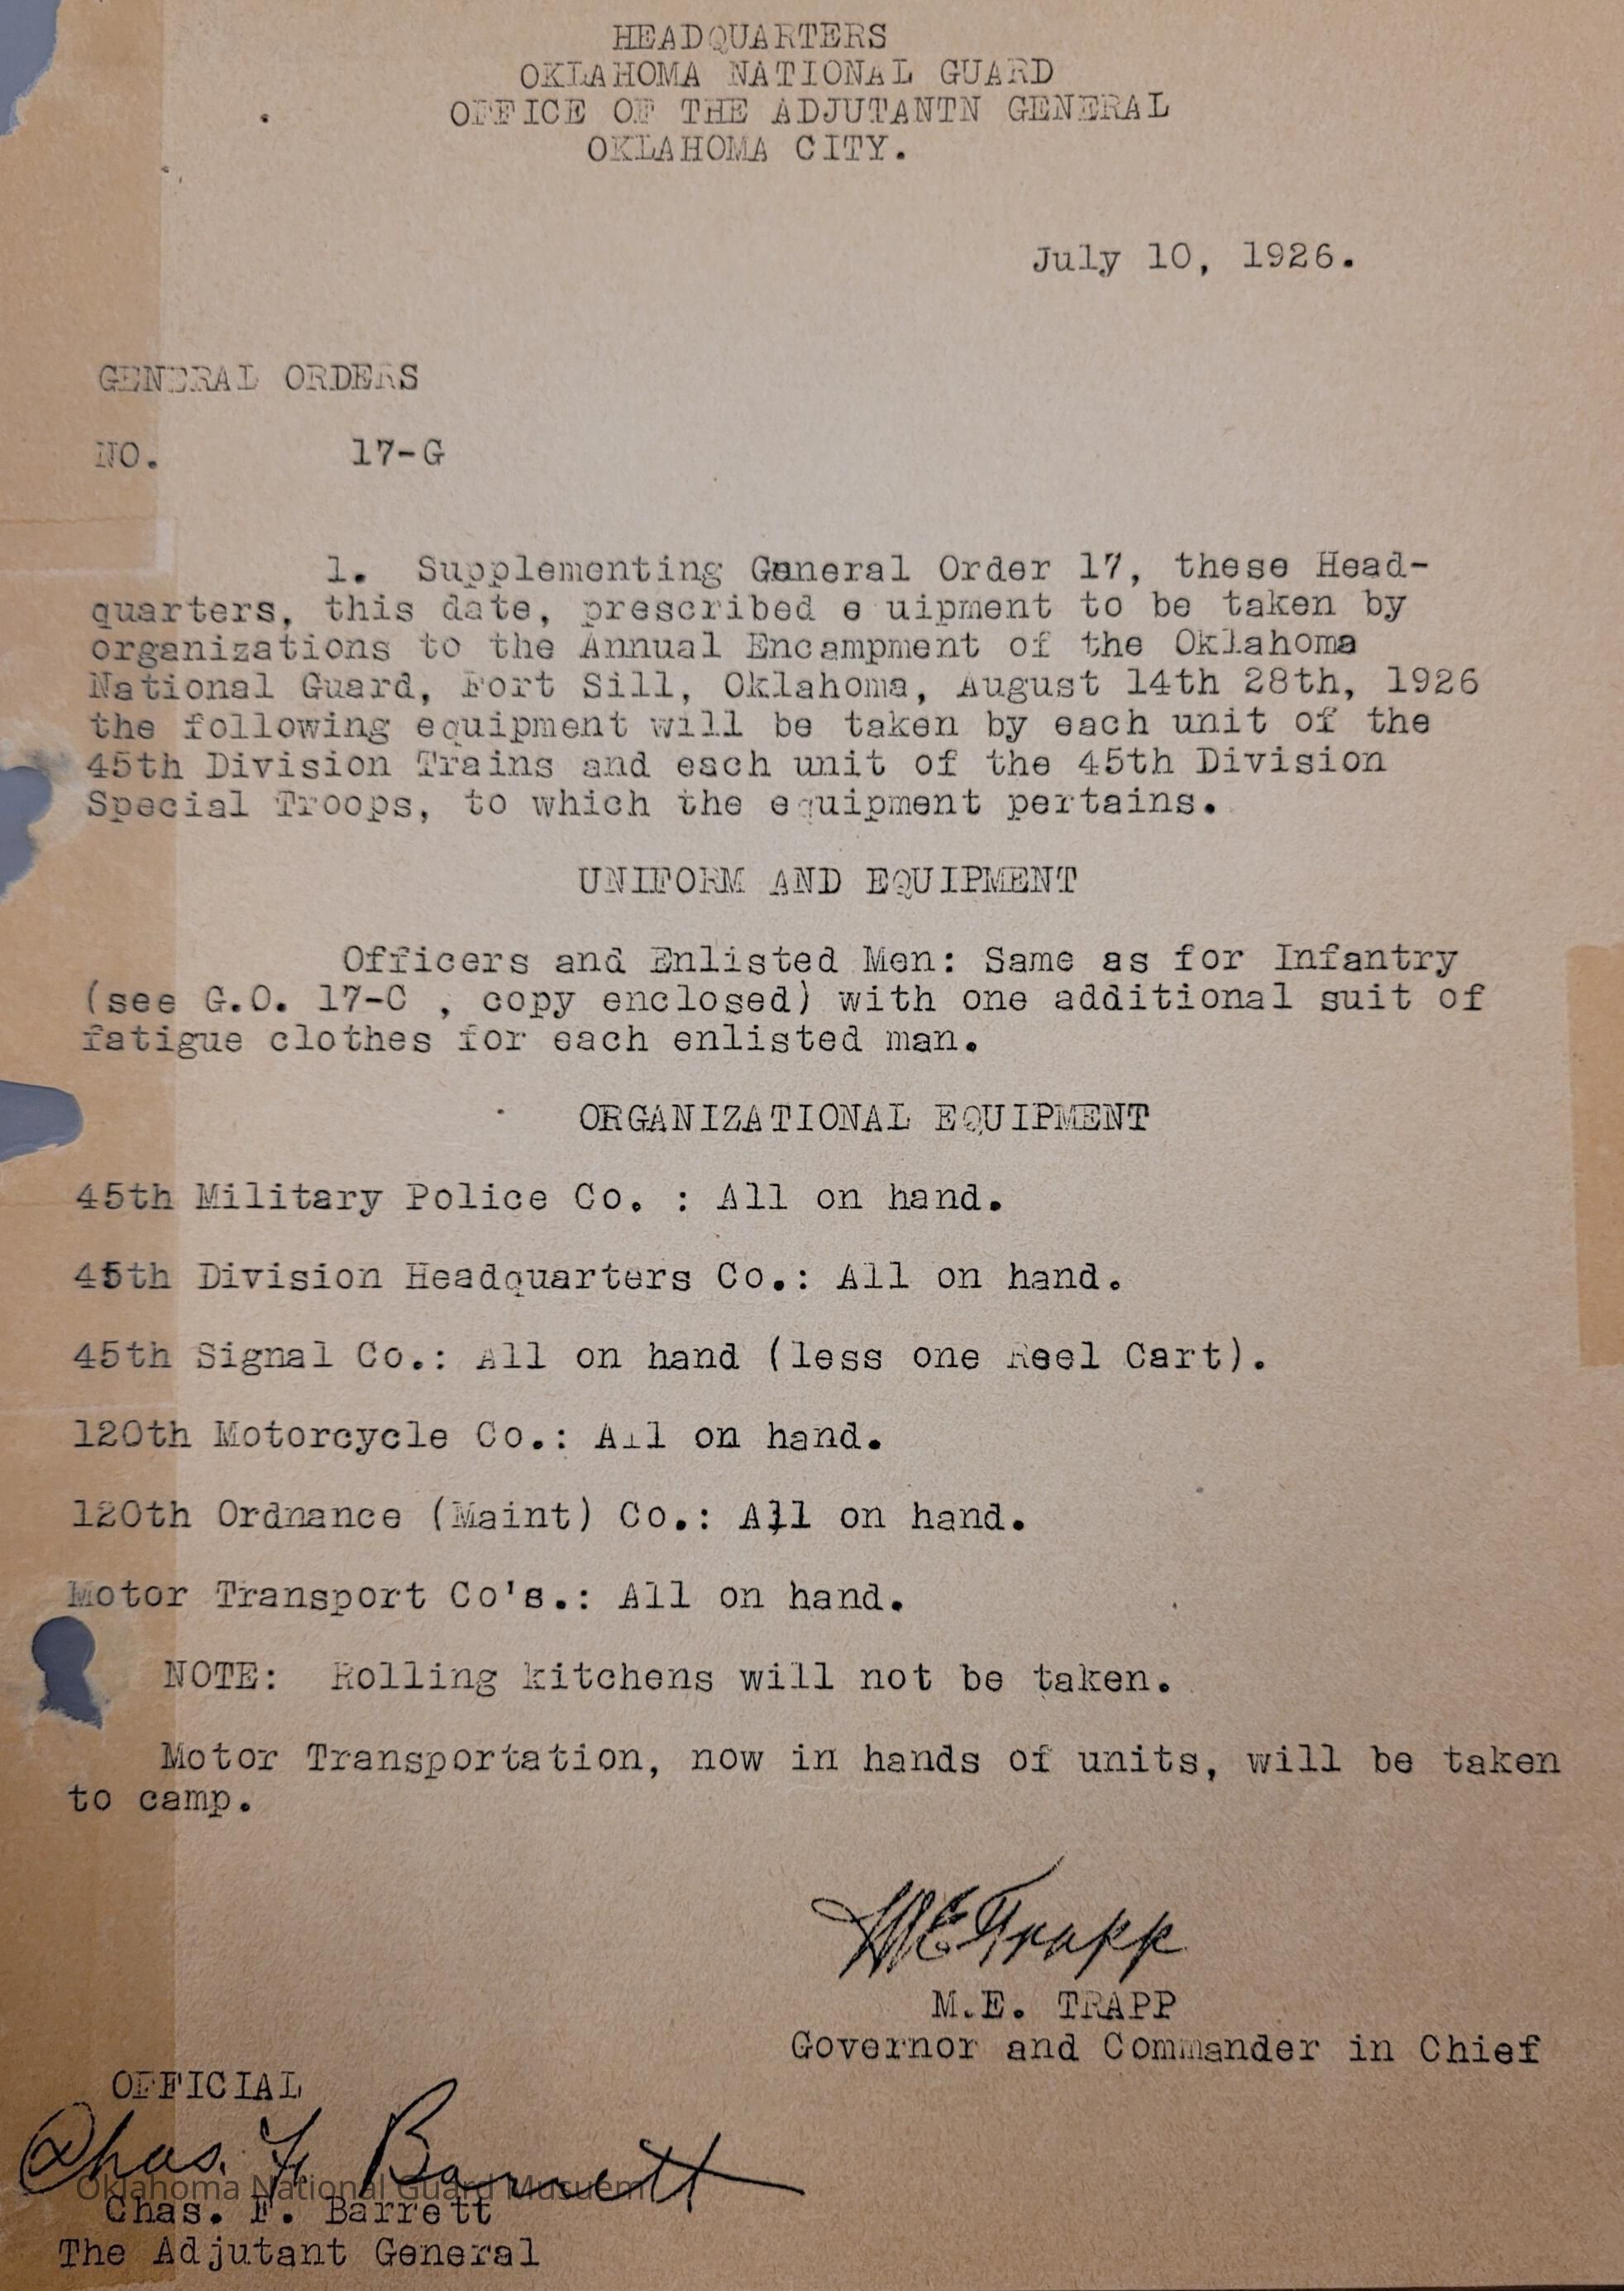 HEADQUARTERS
OKLAHOMA NATIONAL GUARD
OFFICE OF THE ADJUTANTN GENERAL
OKLAHOMA CITY.
July 10, 1926.
GENERAL ORDERS
NO. 17-G
1. Supplementing General Order 17, these Head-
quarters, this date, prescribed e uipment to be taken by
organizations to the Annual Encampment of the Oklahoma
National Guard, Fort Sill, Oklahoma, August 14th 28th, 1926
the following equipment will be taken by each unit of the
45th Division Trains and each unit of the 45th Division
Special Troops, to which the equipment pertains.
UNIFORM AND EQUIPMENT
Officers and Enlisted Men: Same as for Infantry
(see G.O. 17-C , copy enclosed) with one additional suit of
fatigue clothes for each enlisted man.
ORGANIZATIONAL EQUIPMENT
45th Military Police Co. : All on hand.
45th Division Headquarters Co.: All on hand.
45th Signal Co.: All on hand (less one Reel Cart).
120th Motorcycle Co.: All on hand.
120th Ordnance (Maint) Co.: All on hand.
Motor Transport Co's.: All on hand.
NOTE: Rolling kitchens will not be taken.
Motor Transportation, now in hands of units, will be taken
to camp.
M E Trapp
M.E. TRAPP
Governor and Commander in Chief
OFFICIAL
Chas. F Barrett
Oklahoma National Guard Musuem
Chas. F. Barrett
The Adjutant General